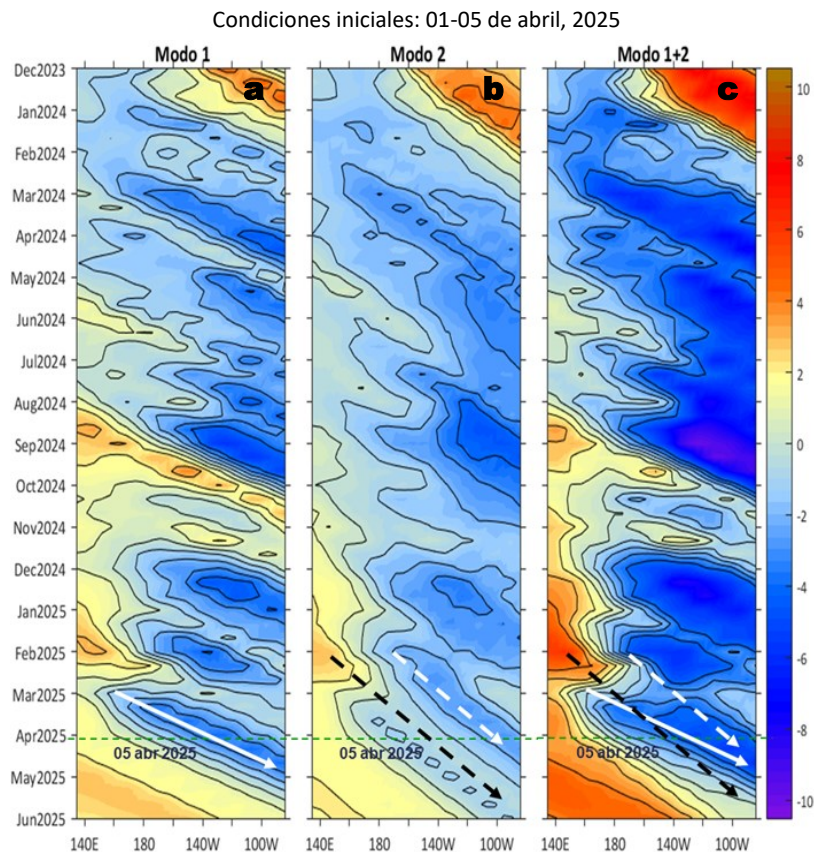 Condiciones iniciales: 01-05 de abril, 2025
Modo 1
Modo 2
Modo 1+2
a
b
c
Dec2023
Jan2024
Feb2024
Mar2024
Apr2024
May2024
Jun2024
Jul2024
Aug2024
Sep2024
Oct2024
Nov2024
Dec2024
Jan2025
Feb2025
Mar2025
Apr2025
May2025
Jun2025
05 abr 2025
05 abr 2025
05 abr 2025
140E 180 140W 100W
140E 180 140W 100W
140E 180 140W 100W
10
8
6
4
2
0
-2
-4
-6
-8
-10